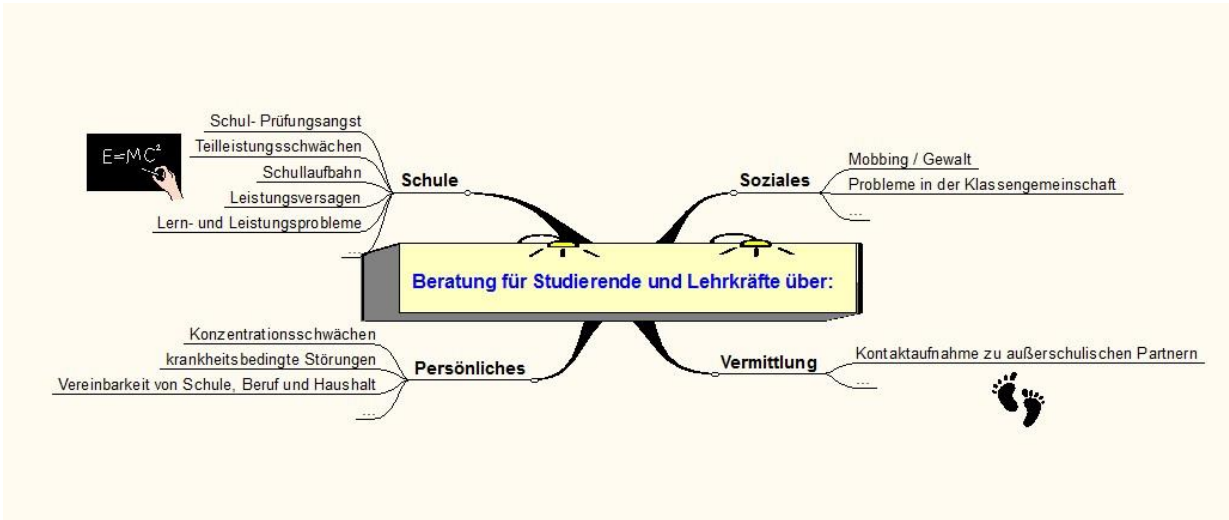 Beratung für Studierende und Lehrkräfte über:
Schule
Schul- Prüfungsangst
Teilleistungsschwächen
Schullaufbahn
Leistungsversagen
Lern- und Leistungsprobleme
...
E=MC²
Soziales
Mobbing / Gewalt
Probleme in der Klassengemeinschaft
...
Persönliches
Konzentrationsschwächen
krankheitsbedingte Störungen
Vereinbarkeit von Schule, Beruf und Haushalt
...
Vermittlung
Kontaktaufnahme zu außerschulischen Partnern
...